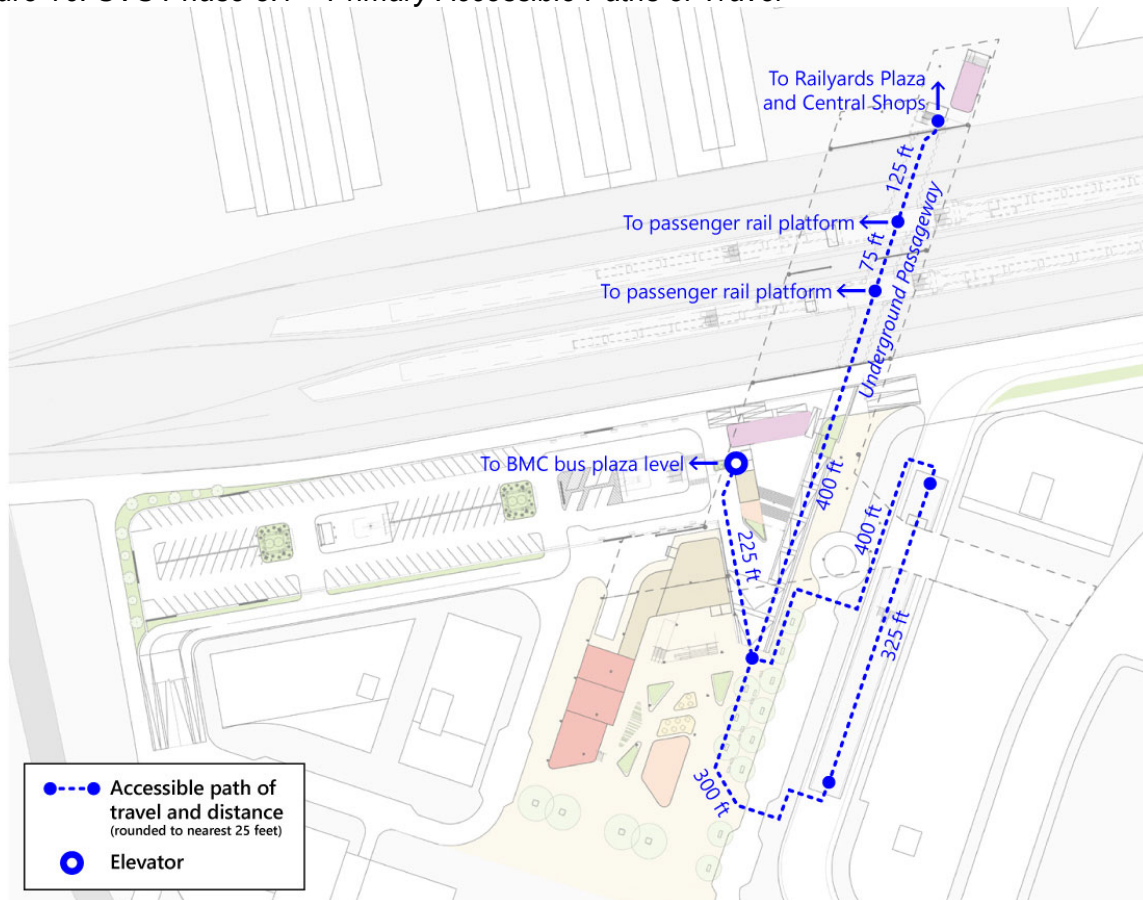 To Railyards Plaza
and Central Shops
125 ft
To passenger rail platform
75 ft
To passenger rail platform
Underground Passageway
To BMC bus plaza level
400 ft
400 ft
225 ft
325 ft
300 ft
Accessible path of
travel and distance
(rounded to nearest 25 feet)
Elevator